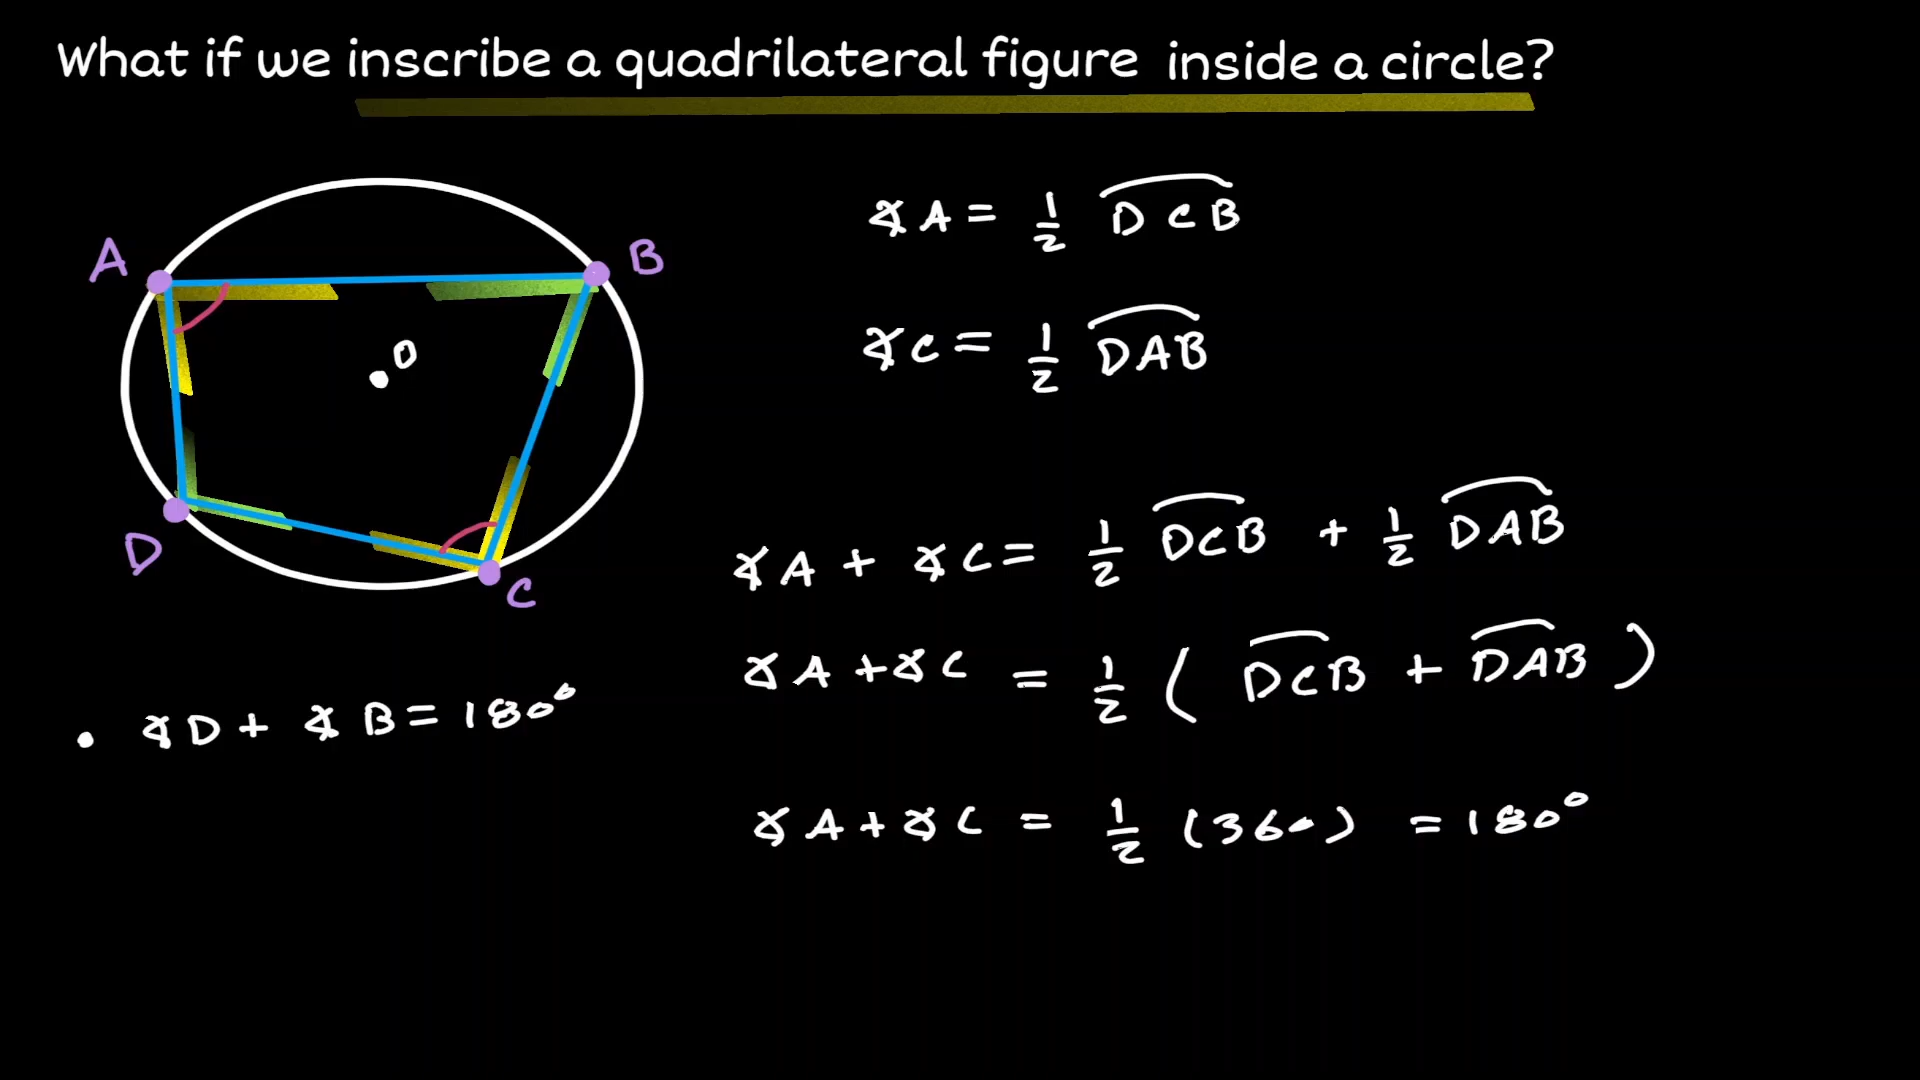 What if we inscribe a quadrilateral figure inside a circle?
A
B
O
D
C
∡A = 1/2 DCB
∡C = 1/2 DAB
∡A + ∡C = 1/2 DCB + 1/2 DAB
∡A + ∡C = 1/2 ( DCB + DAB )
• ∡D + ∡B = 180°
∡A + ∡C = 1/2 (360) = 180°